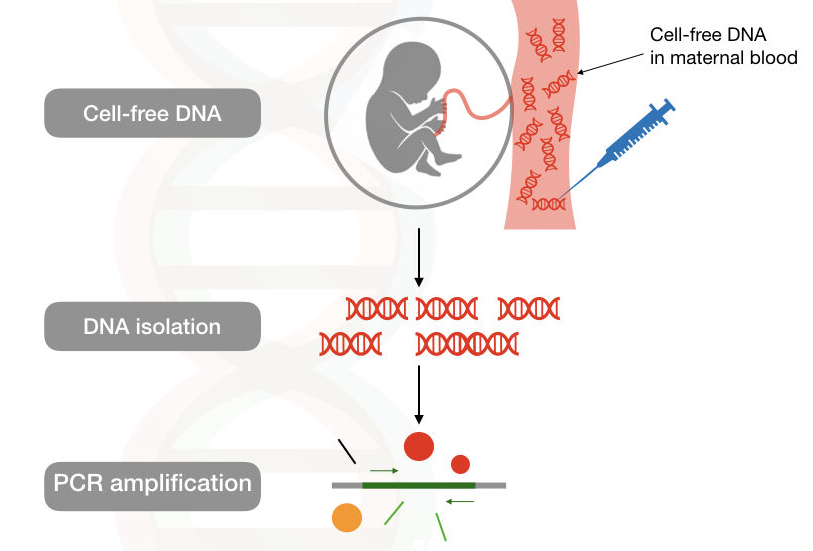 Cell-free DNA
in maternal blood
Cell-free DNA
DNA isolation
PCR amplification